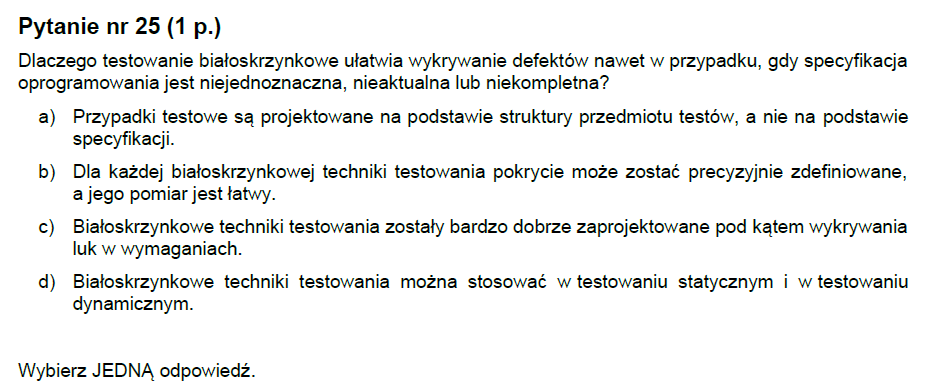 Pytanie nr 25 (1 p.)
Dlaczego testowanie białoskrzynkowe ułatwia wykrywanie defektów nawet w przypadku, gdy specyfikacja
oprogramowania jest niejednoznaczna, nieaktualna lub niekompletna?
a) Przypadki testowe są projektowane na podstawie struktury przedmiotu testów, a nie na podstawie
specyfikacji.
b) Dla każdej białoskrzynkowej techniki testowania pokrycie może zostać precyzyjnie zdefiniowane,
a jego pomiar jest łatwy.
c) Białoskrzynkowe techniki testowania zostały bardzo dobrze zaprojektowane pod kątem wykrywania
luk w wymaganiach.
d) Białoskrzynkowe techniki testowania można stosować w testowaniu statycznym i w testowaniu
dynamicznym.
Wybierz JEDNĄ odpowiedź.